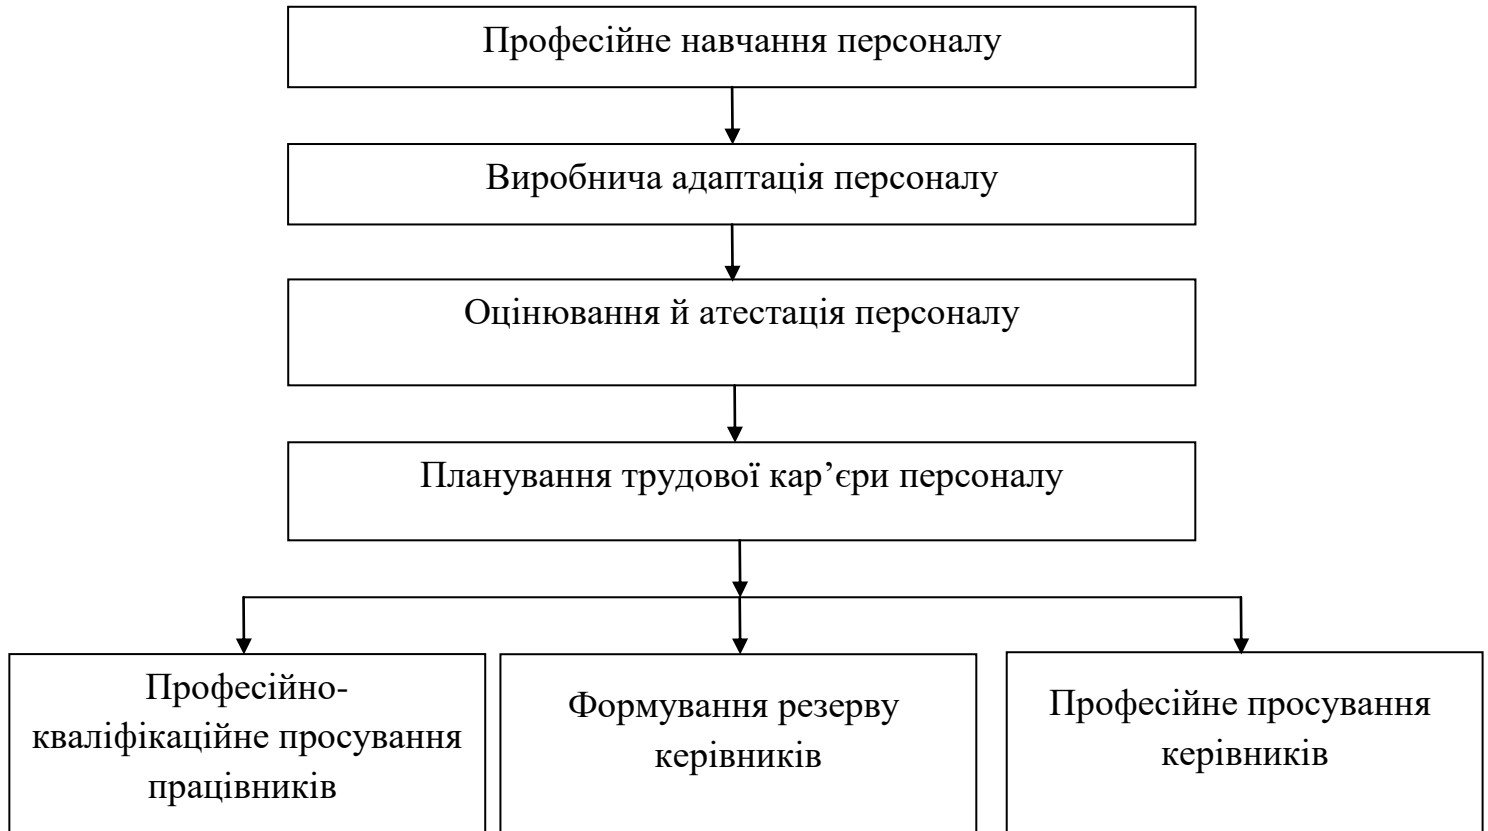 Професійне навчання персоналу
Виробнича адаптація персоналу
Оцінювання й атестація персоналу
Планування трудової кар’єри персоналу
Професійно-
кваліфікаційне просування
працівників
Формування резерву
керівників
Професійне просування
керівників